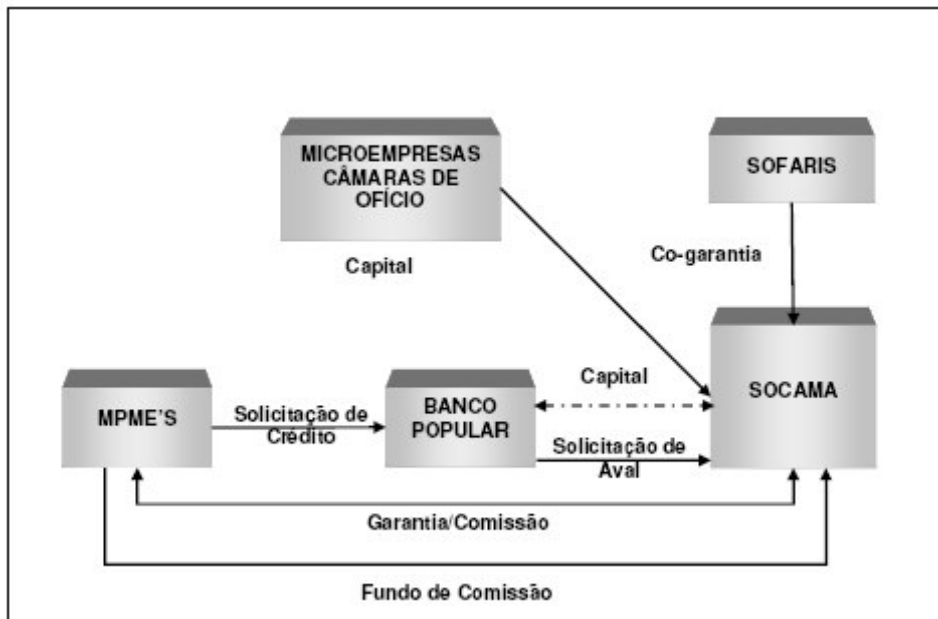 MICROEMPRESAS
CÂMARAS DE
OFÍCIO
SOFARIS
Capital
Co-garantia
MPME'S
Solicitação de
Crédito
BANCO
POPULAR
Capital
Solicitação de
Aval
SOCAMA
Garantia/Comissão
Fundo de Comissão